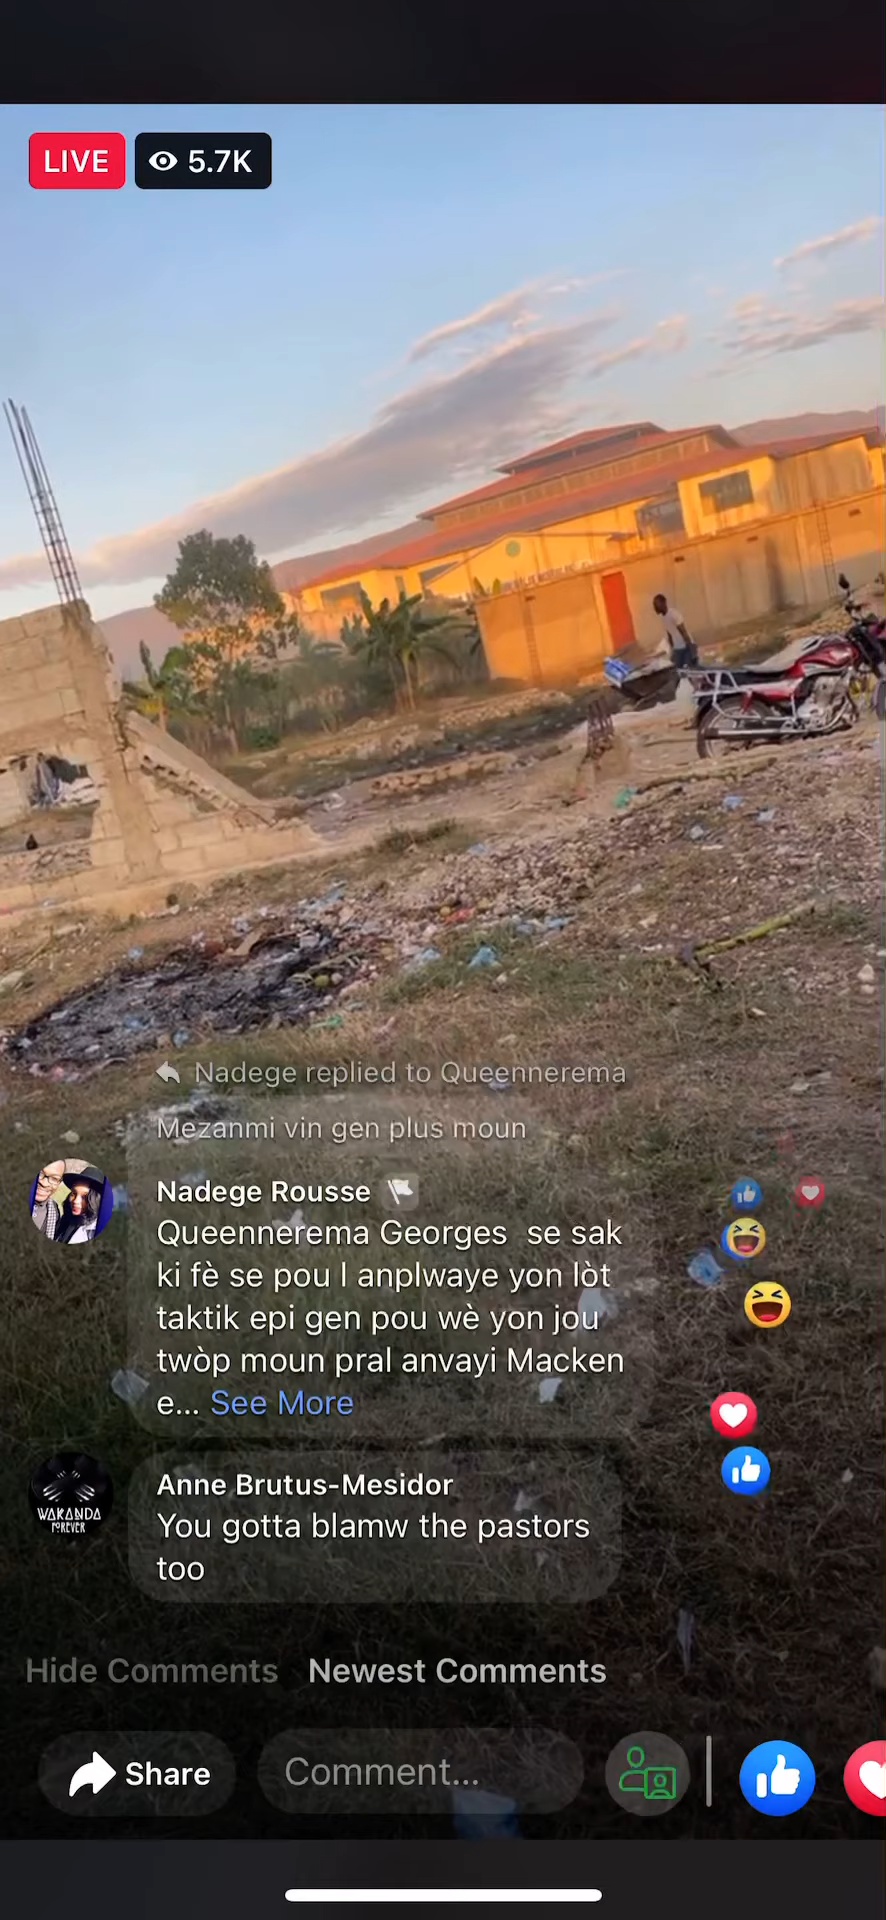 LIVE
5.7K
Nadege replied to Queennerema
Mezanmi vin gen plus moun
Nadege Rousse
Queennerema Georges se sak
ki fè se pou l anplwaye yon lòt
taktik epi gen pou wè yon jou
twòp moun pral anvayi Macken
e... See More
WAKANDA
FOREVER
Anne Brutus-Mesidor
You gotta blamw the pastors
too
Hide Comments Newest Comments
Share Comment...